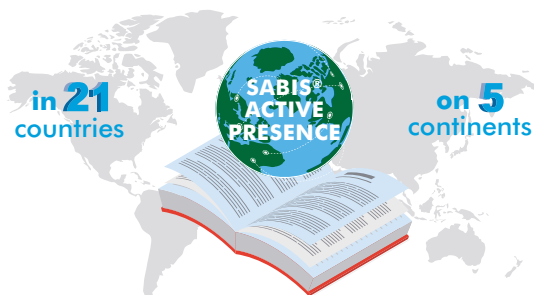 in 21
countries
SABIS®
ACTIVE
PRESENCE
on 5
continents